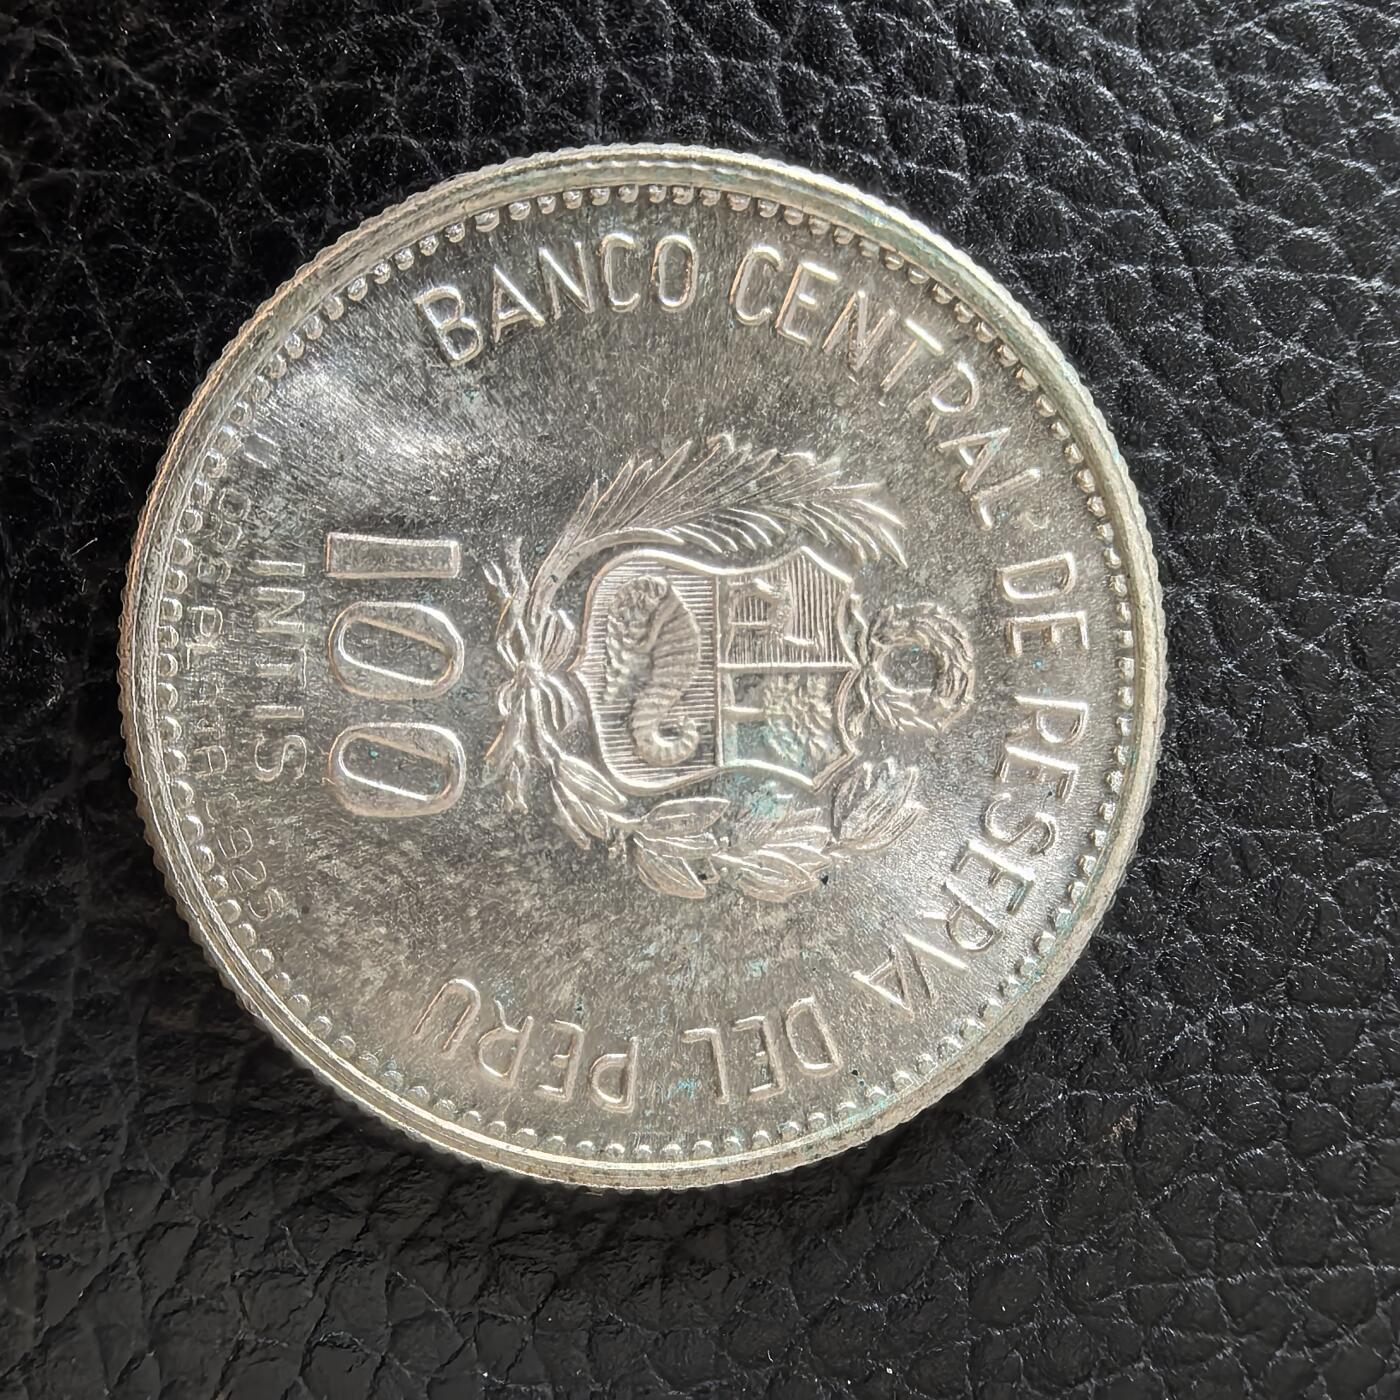 BANCO CENTRAL DE RESERVA DEL PERU
100
INTIS
PLATA 925